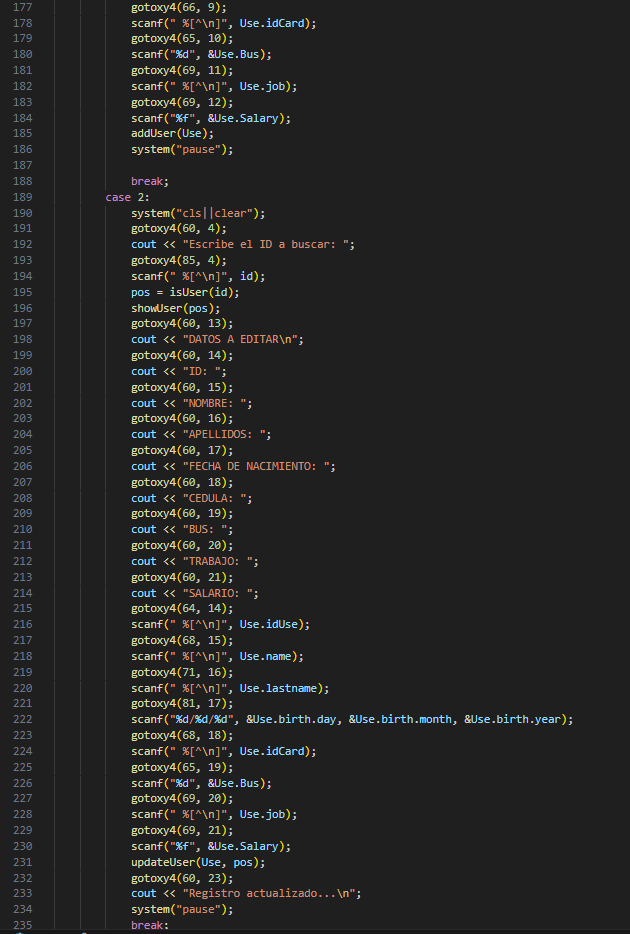 177 gotoxy4(66, 9);
178 scanf(" %[^\n]", Use.idCard);
179 gotoxy4(65, 10);
180 scanf("%d", &Use.Bus);
181 gotoxy4(69, 11);
182 scanf(" %[^\n]", Use.job);
183 gotoxy4(69, 12);
184 scanf("%f", &Use.Salary);
185 addUser(Use);
186 system("pause");
187
188 break;
189 case 2:
190 system("cls||clear");
191 gotoxy4(60, 4);
192 cout << "Escribe el ID a buscar: ";
193 gotoxy4(85, 4);
194 scanf(" %[^\n]", id);
195 pos = isUser(id);
196 showUser(pos);
197 gotoxy4(60, 13);
198 cout << "DATOS A EDITAR\n";
199 gotoxy4(60, 14);
200 cout << "ID: ";
201 gotoxy4(60, 15);
202 cout << "NOMBRE: ";
203 gotoxy4(60, 16);
204 cout << "APELLIDOS: ";
205 gotoxy4(60, 17);
206 cout << "FECHA DE NACIMIENTO: ";
207 gotoxy4(60, 18);
208 cout << "CEDULA: ";
209 gotoxy4(60, 19);
210 cout << "BUS: ";
211 gotoxy4(60, 20);
212 cout << "TRABAJO: ";
213 gotoxy4(60, 21);
214 cout << "SALARIO: ";
215 gotoxy4(64, 14);
216 scanf(" %[^\n]", Use.idUse);
217 gotoxy4(68, 15);
218 scanf(" %[^\n]", Use.name);
219 gotoxy4(71, 16);
220 scanf(" %[^\n]", Use.lastname);
221 gotoxy4(81, 17);
222 scanf("%d/%d/%d", &Use.birth.day, &Use.birth.month, &Use.birth.year);
223 gotoxy4(68, 18);
224 scanf(" %[^\n]", Use.idCard);
225 gotoxy4(65, 19);
226 scanf("%d", &Use.Bus);
227 gotoxy4(69, 20);
228 scanf(" %[^\n]", Use.job);
229 gotoxy4(69, 21);
230 scanf("%f", &Use.Salary);
231 updateUser(Use, pos);
232 gotoxy4(60, 23);
233 cout << "Registro actualizado...\n";
234 system("pause");
235 break;